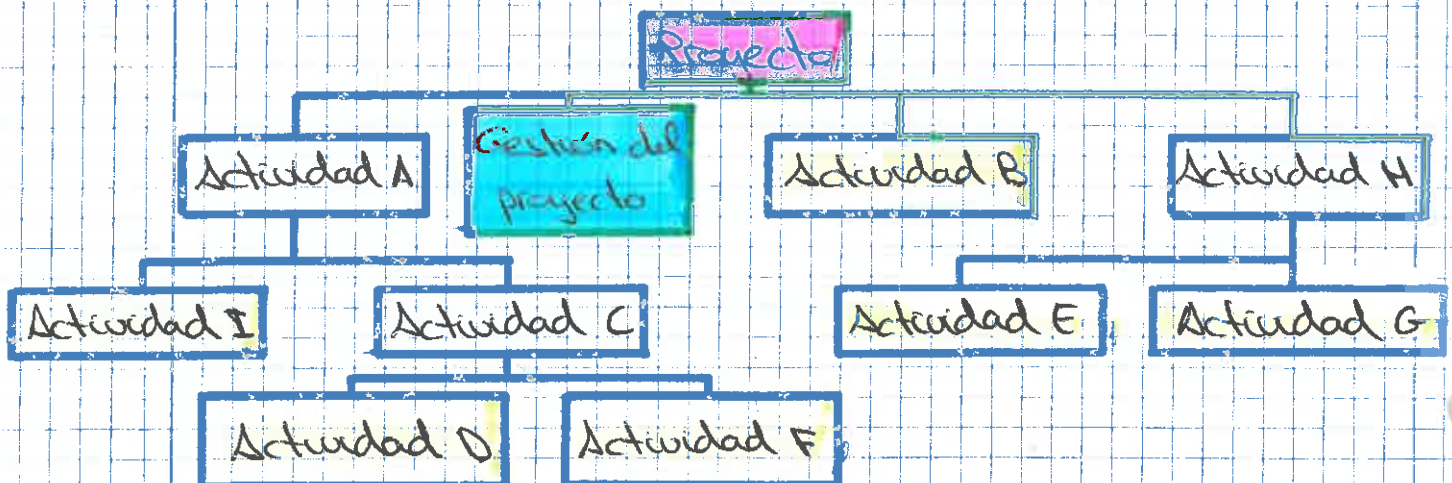 Proyecto
Actividad A
Gestión del
proyecto
Actividad B
Actividad H
Actividad I
Actividad C
Actividad E
Actividad G
Actividad D
Actividad F